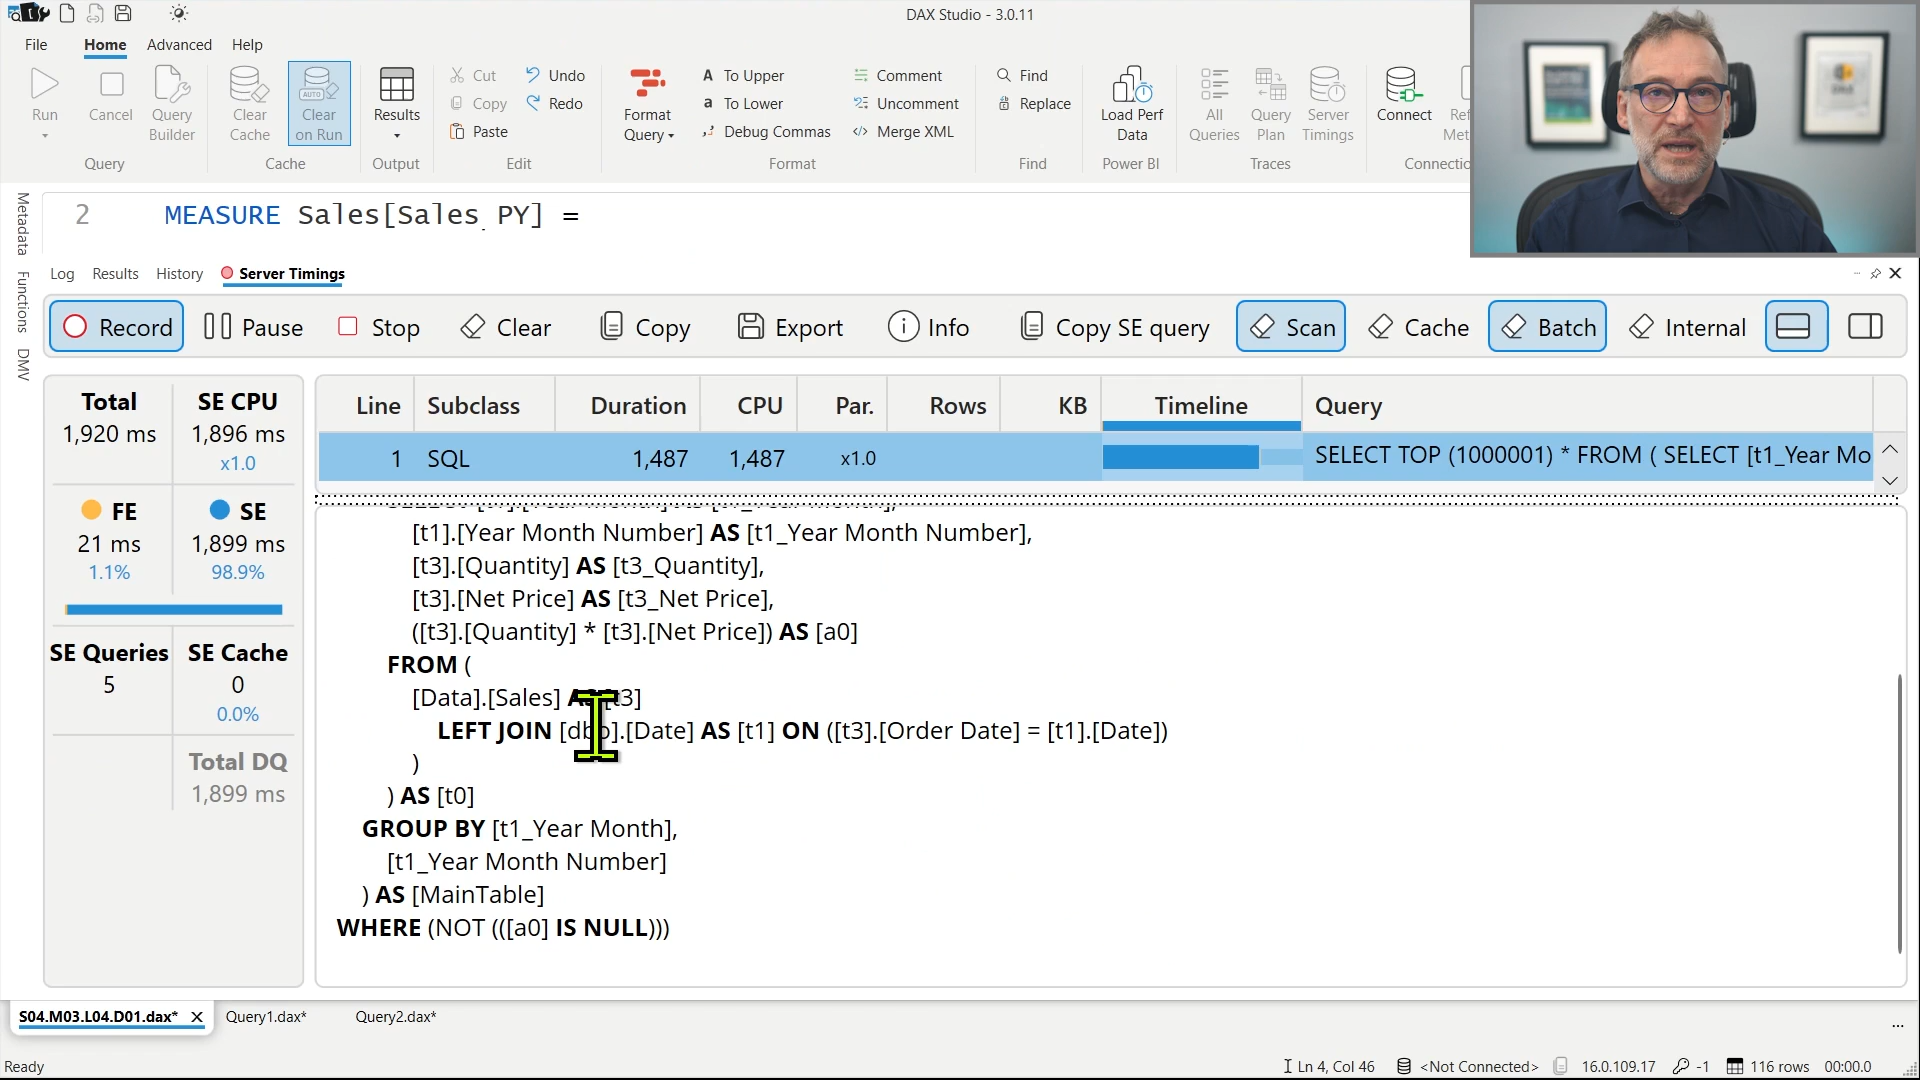 DAX Studio - 3.0.11
File Home Advanced Help
Run
Cancel
Query Builder
Query
Clear Cache
AUTO
Clear on Run
Cache
Results
Output
Cut
Copy
Paste
Undo
Redo
Edit
Format Query
A To Upper
a To Lower
Debug Commas
Comment
Uncomment
Merge XML
Format
Find
Replace
Find
Load Perf Data
Power BI
All Queries
Query Plan
Server Timings
Traces
Connect
Metadata
Functions
DMV
2 MEASURE Sales[Sales PY] =
Log Results History Server Timings
Record Pause Stop Clear Copy Export Info Copy SE query Scan Cache Batch Internal
Total SE CPU
1,920 ms 1,896 ms
x1.0
FE SE
21 ms 1,899 ms
1.1% 98.9%
SE Queries SE Cache
5 0
0.0%
Total DQ
1,899 ms
Line Subclass Duration CPU Par. Rows KB Timeline Query
1 SQL 1,487 1,487 x1.0 SELECT TOP (1000001) * FROM ( SELECT [t1_Year Mo
[t1].[Year Month Number] AS [t1_Year Month Number],
[t3].[Quantity] AS [t3_Quantity],
[t3].[Net Price] AS [t3_Net Price],
([t3].[Quantity] * [t3].[Net Price]) AS [a0]
FROM (
[Data].[Sales] AS [t3]
LEFT JOIN [dbo].[Date] AS [t1] ON ([t3].[Order Date] = [t1].[Date])
)
) AS [t0]
GROUP BY [t1_Year Month],
[t1_Year Month Number]
) AS [MainTable]
WHERE (NOT (([a0] IS NULL)))
S04.M03.L04.D01.dax* Query1.dax* Query2.dax*
Ready Ln 4, Col 46 <Not Connected> 16.0.109.17 -1 116 rows 00:00.0